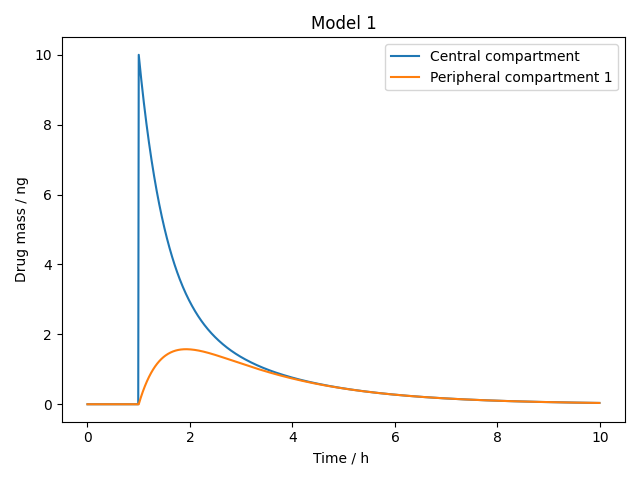 Model 1
Central compartment
Peripheral compartment 1
Drug mass / ng
10
8
6
4
2
0
0 2 4 6 8 10
Time / h